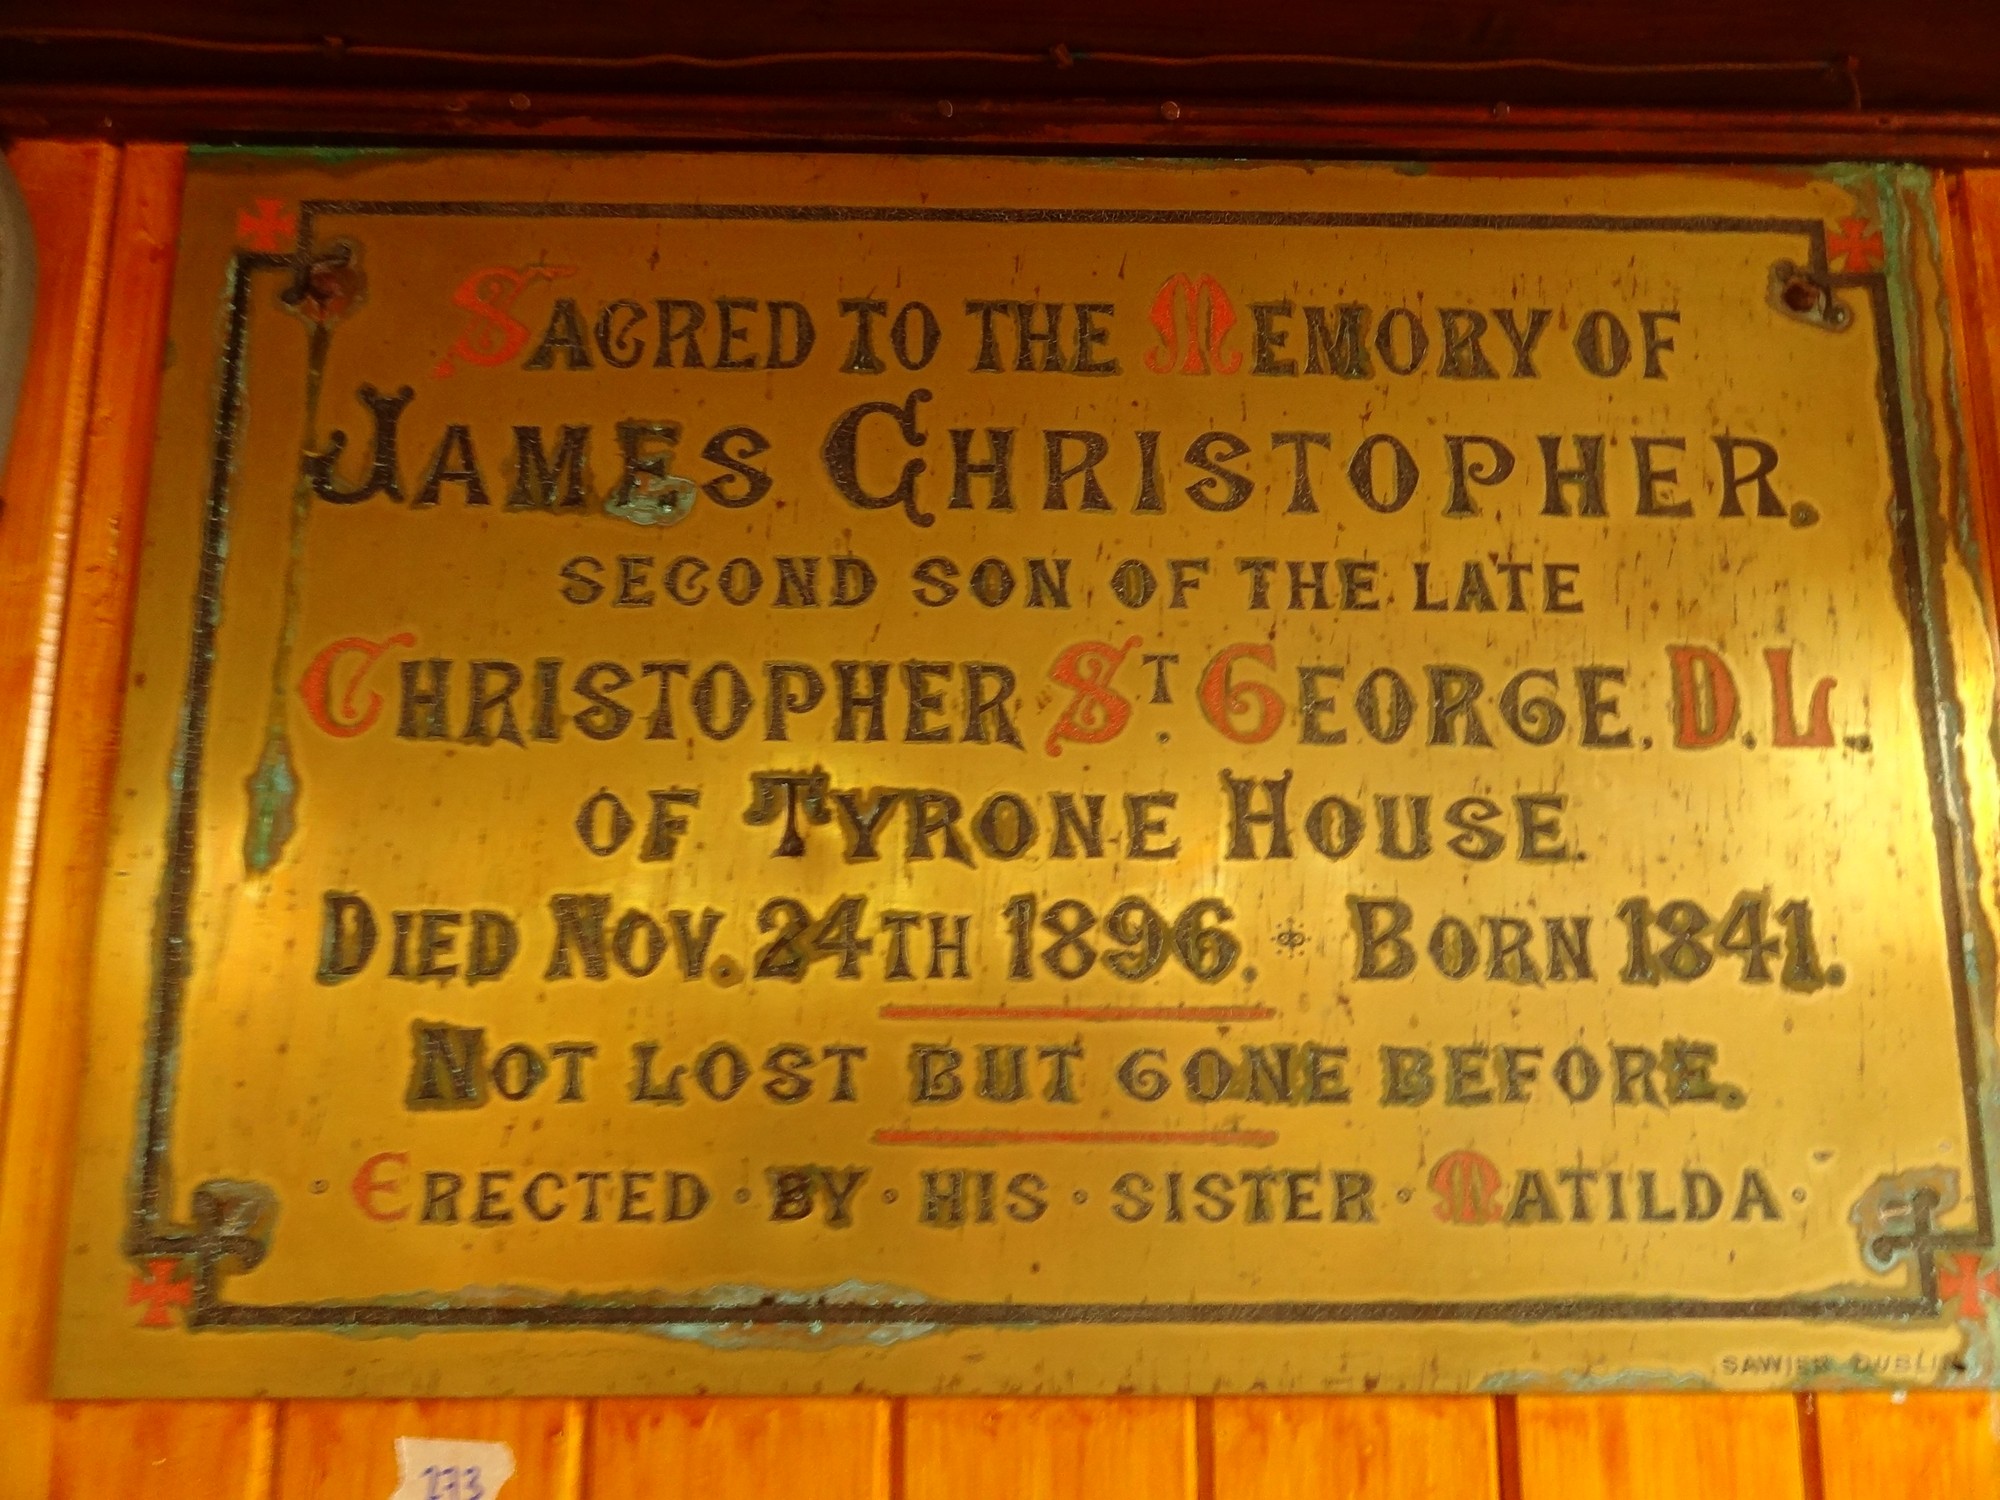 SACRED TO THE MEMORY OF
JAMES CHRISTOPHER.
SECOND SON OF THE LATE
CHRISTOPHER ST. GEORGE. D.L.
OF TYRONE HOUSE.
DIED NOV. 24TH 1896. BORN 1841.
NOT LOST BUT GONE BEFORE.
· ERECTED · BY · HIS · SISTER · MATILDA ·
SAWIER DUBLIN
273